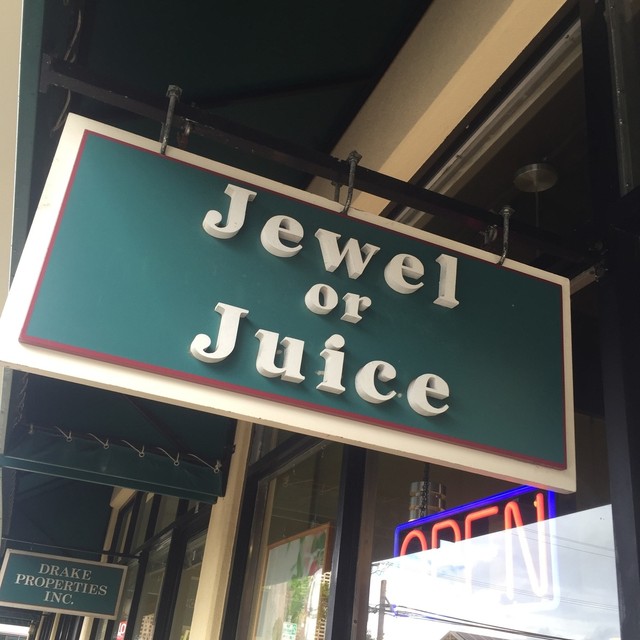 Jewel
or
Juice
OPEN
DRAKE
PROPERTIES
INC.